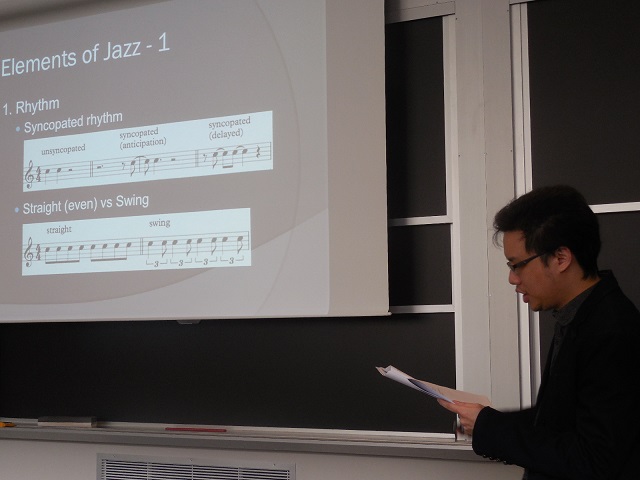 Elements of Jazz - 1
1. Rhythm
• Syncopated rhythm
unsyncopated
syncopated
(anticipation)
syncopated
(delayed)
• Straight (even) vs Swing
straight
swing
3 3 3 3